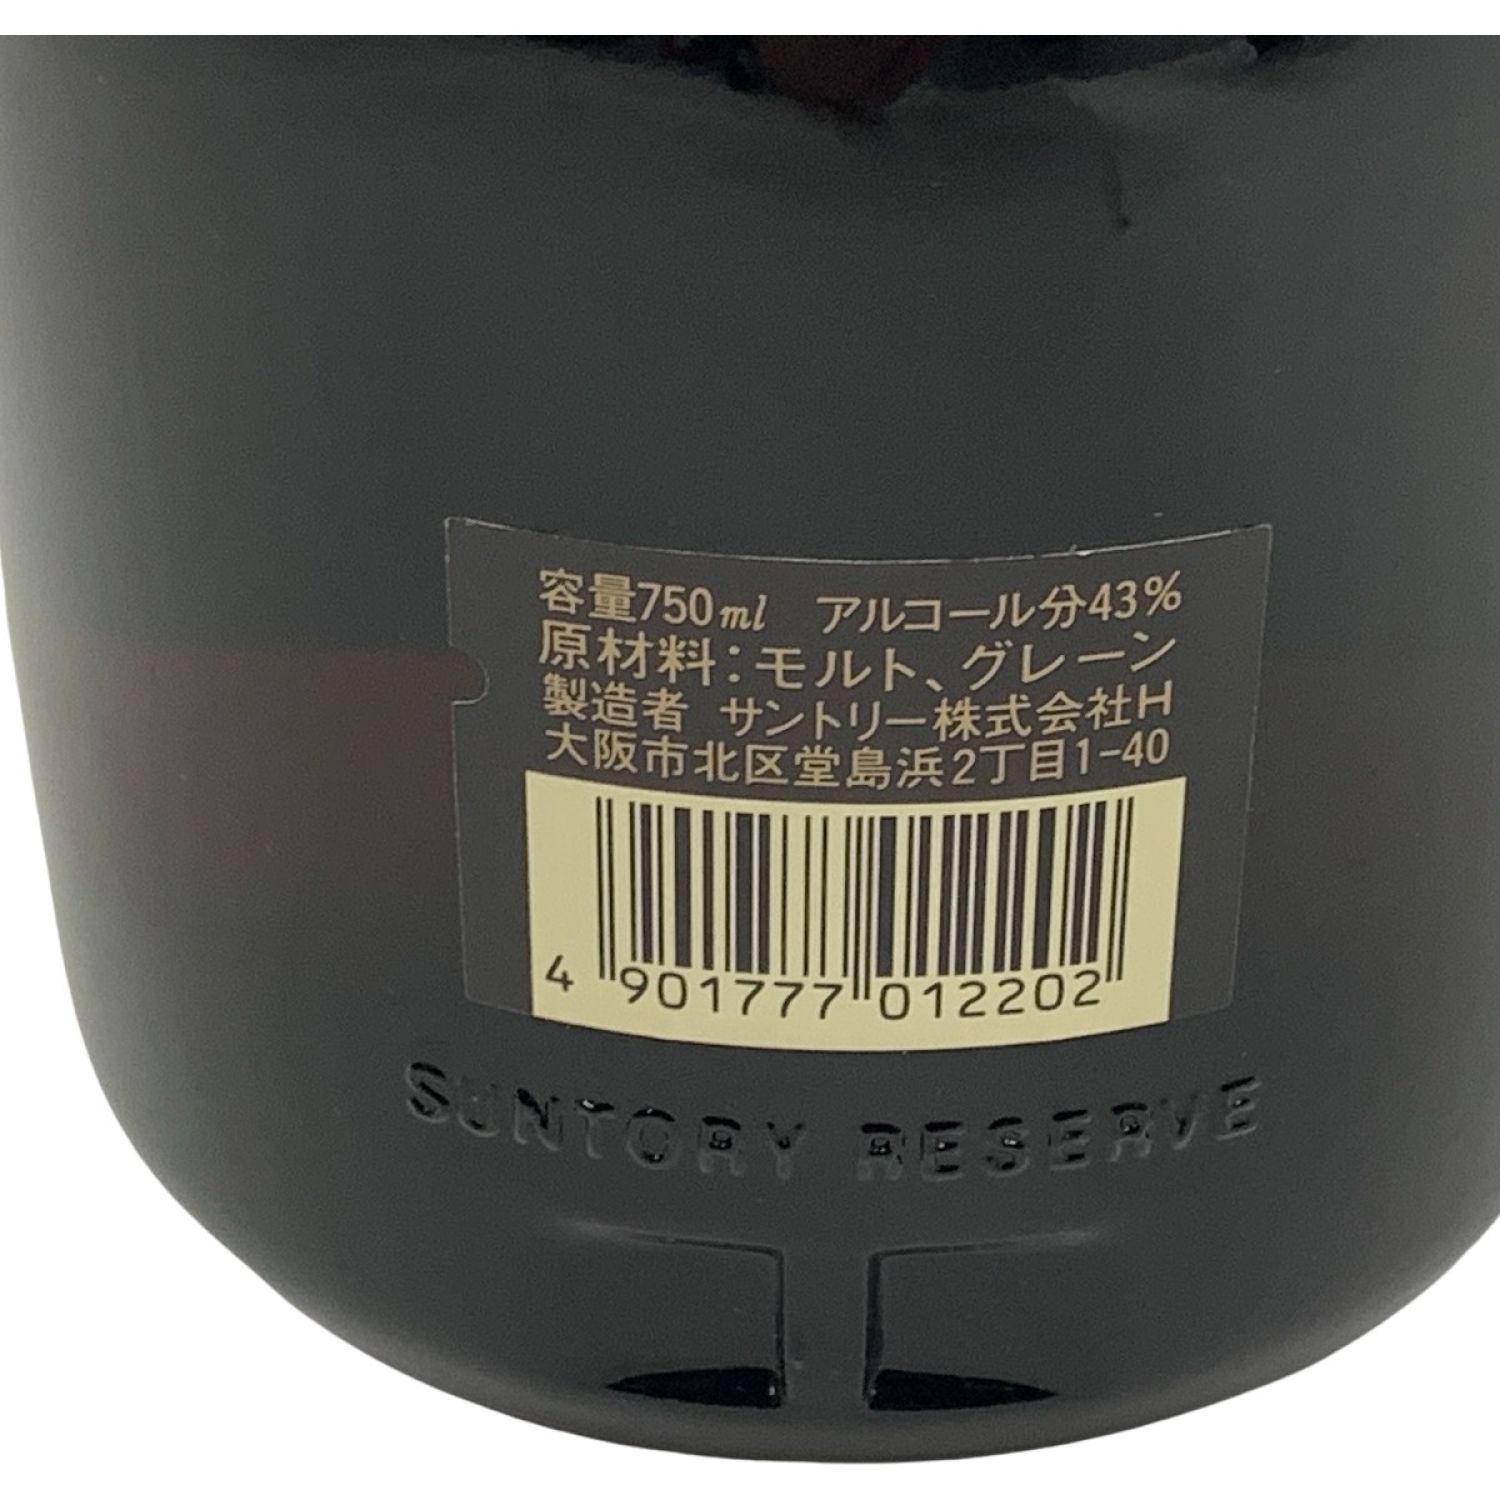 容量750ml アルコール分43%
原材料：モルト、グレーン
製造者 サントリー株式会社H
大阪市北区堂島浜2丁目1-40
4 901777 012202
SUNTORY RESERVE